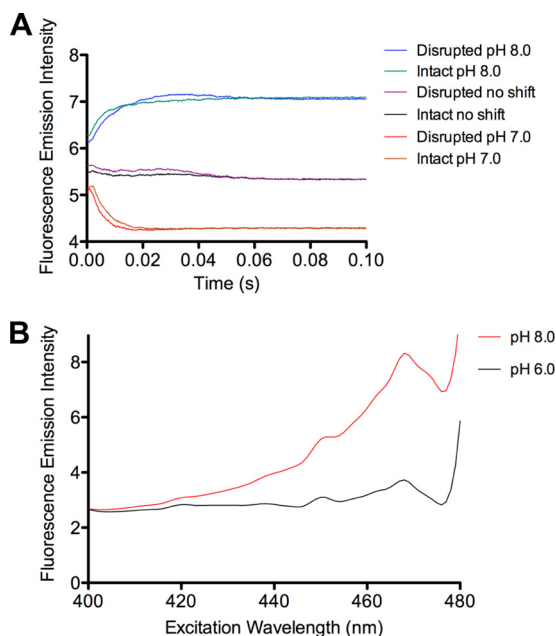 A
Fluorescence Emission Intensity
8
7
6
5
4
0.00 0.02 0.04 0.06 0.08 0.10
Time (s)
Disrupted pH 8.0
Intact pH 8.0
Disrupted no shift
Intact no shift
Disrupted pH 7.0
Intact pH 7.0
B
Fluorescence Emission Intensity
8
6
4
2
0
400 420 440 460 480
Excitation Wavelength (nm)
pH 8.0
pH 6.0